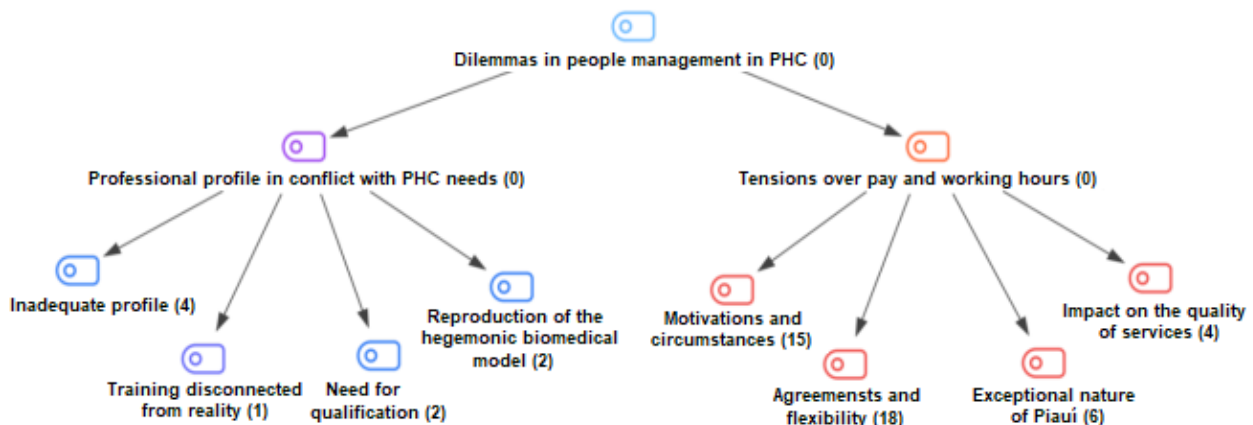 Dilemmas in people management in PHC (0)
Professional profile in conflict with PHC needs (0)
Tensions over pay and working hours (0)
Inadequate profile (4)
Training disconnected
from reality (1)
Need for
qualification (2)
Reproduction of the
hegemonic biomedical
model (2)
Motivations and
circumstances (15)
Agreemensts and
flexibility (18)
Exceptional nature
of Piauí (6)
Impact on the quality
of services (4)